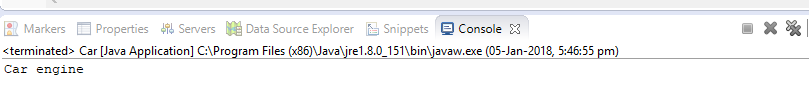 Markers Properties Servers Data Source Explorer Snippets Console
<terminated> Car [Java Application] C:\Program Files (x86)\Java\jre1.8.0_151\bin\javaw.exe (05-Jan-2018, 5:46:55 pm)
Car engine